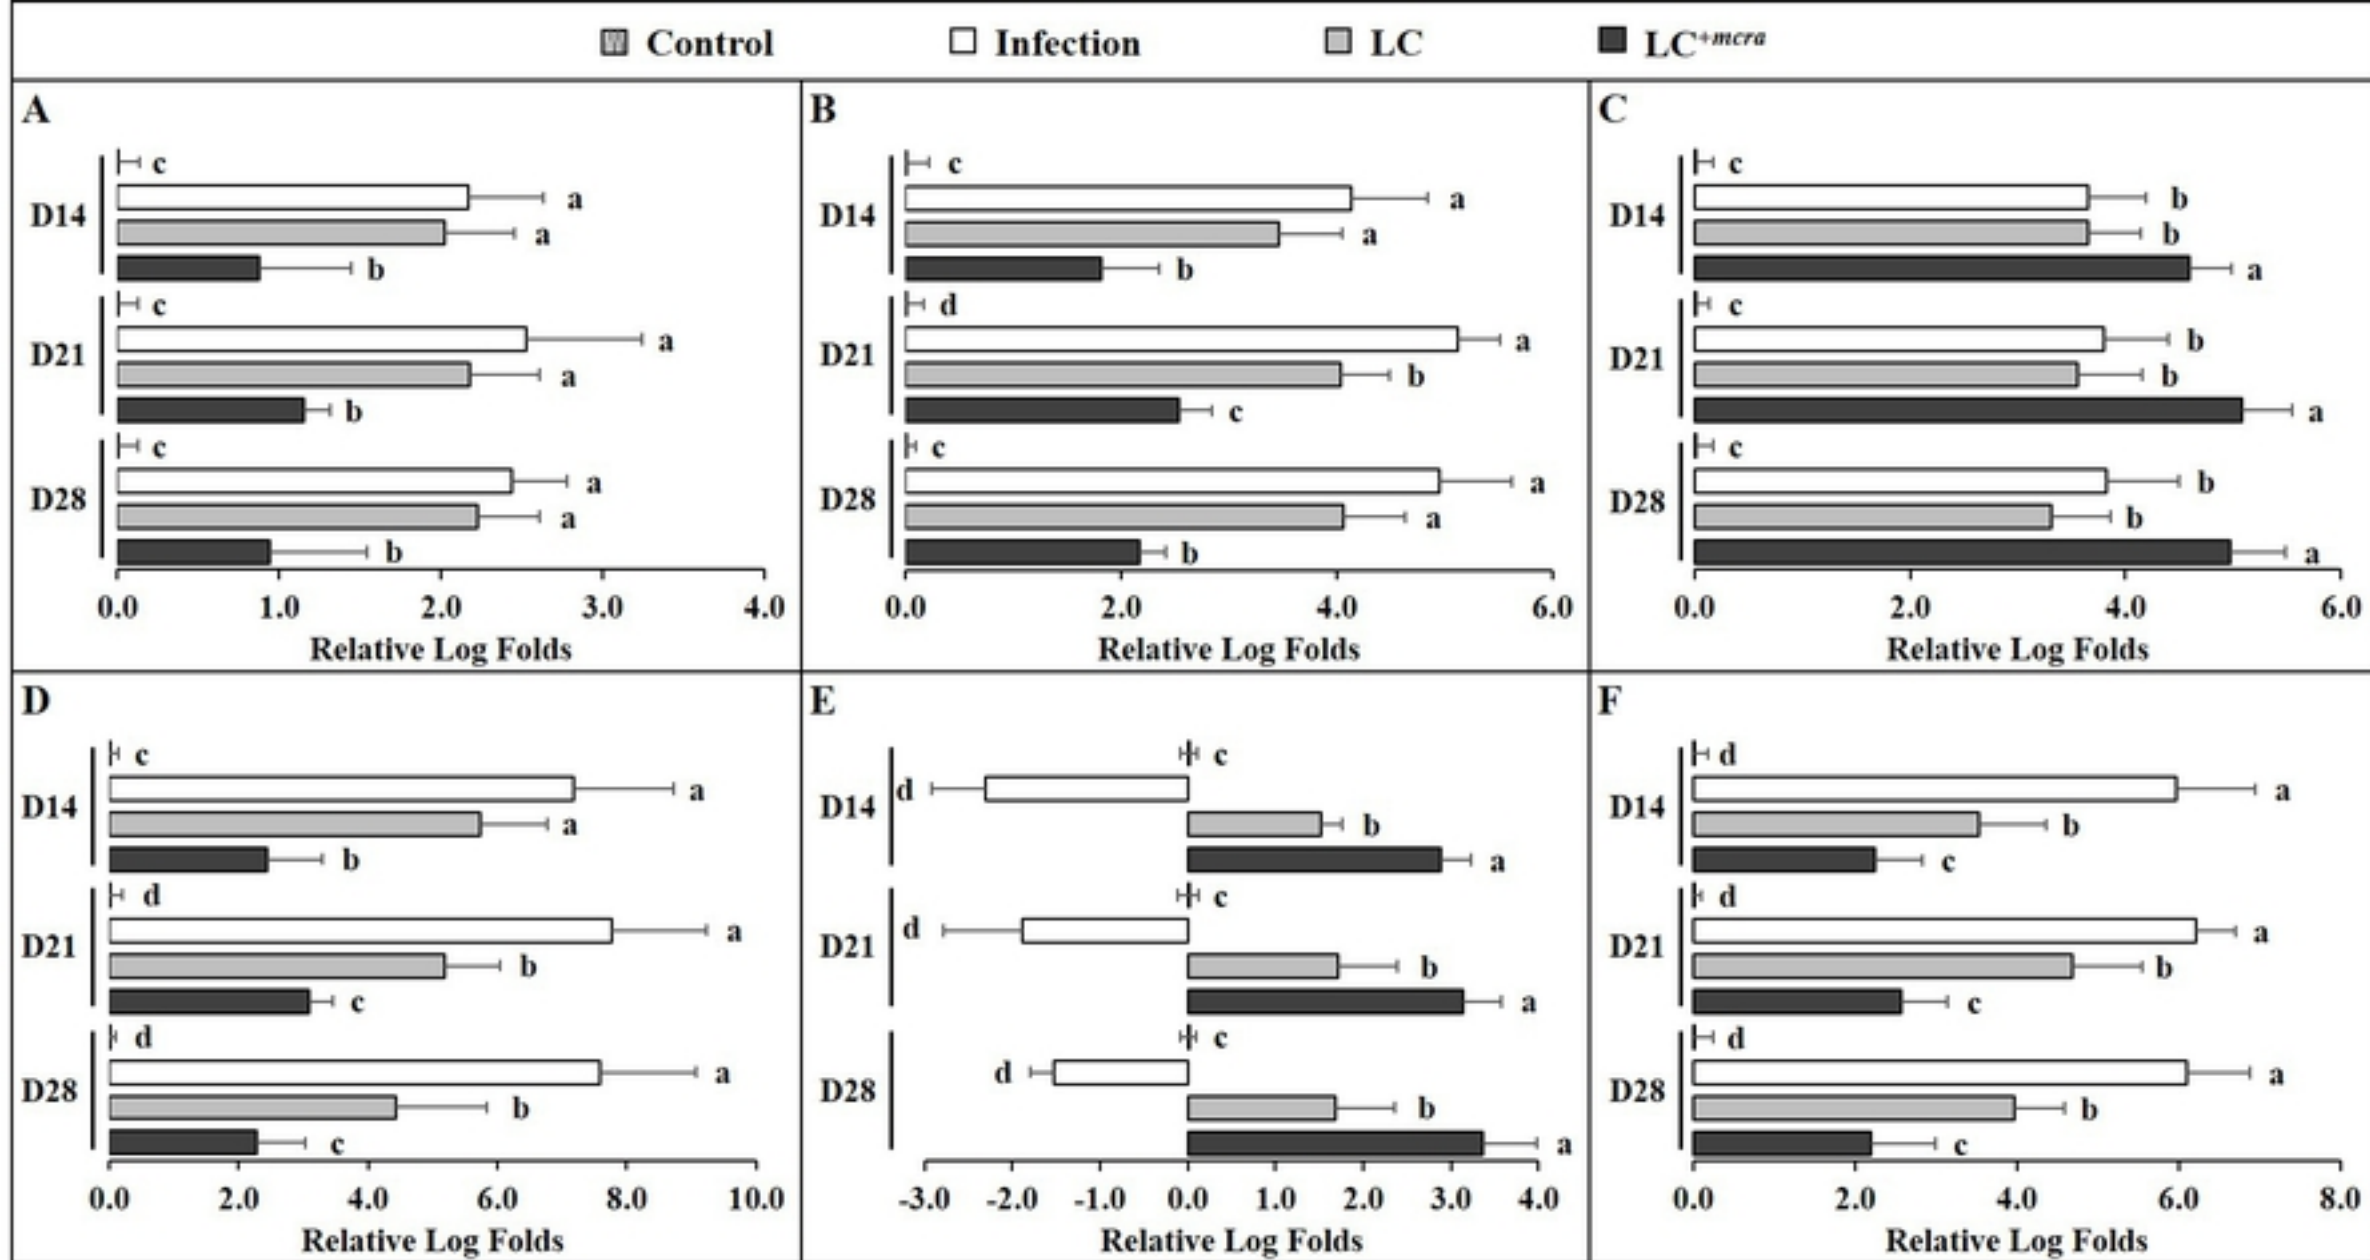 Control Infection LC LC+mcra
A
c
D14
a
a
b
c
D21
a
a
b
c
D28
a
a
b
0.0 1.0 2.0 3.0 4.0
Relative Log Folds
B
c
D14
a
a
b
d
D21
a
b
c
c
D28
a
a
b
0.0 2.0 4.0 6.0
Relative Log Folds
C
c
D14
b
b
a
c
D21
b
b
a
c
D28
b
b
a
0.0 2.0 4.0 6.0
Relative Log Folds
D
c
D14
a
a
b
d
D21
a
b
c
d
D28
a
b
c
0.0 2.0 4.0 6.0 8.0 10.0
Relative Log Folds
E
c
D14
d
b
a
c
D21
d
b
a
c
D28
d
b
a
-3.0 -2.0 -1.0 0.0 1.0 2.0 3.0 4.0
Relative Log Folds
F
d
D14
a
b
c
d
D21
a
b
c
d
D28
a
b
c
0.0 2.0 4.0 6.0 8.0
Relative Log Folds